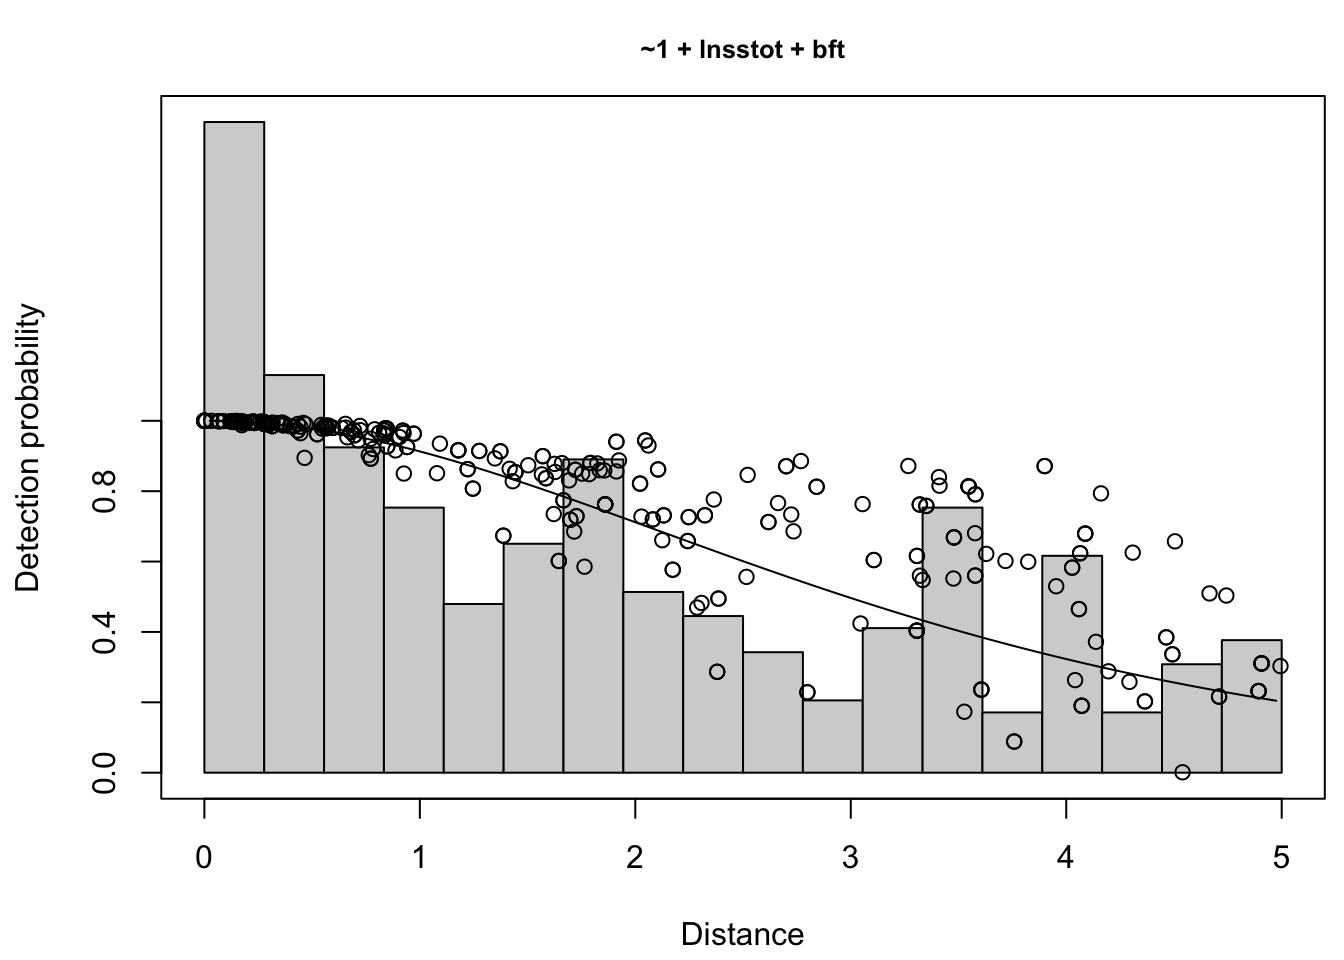 ~1 + lnsstot + bft
Detection probability
0.8
0.4
0.0
0 1 2 3 4 5
Distance